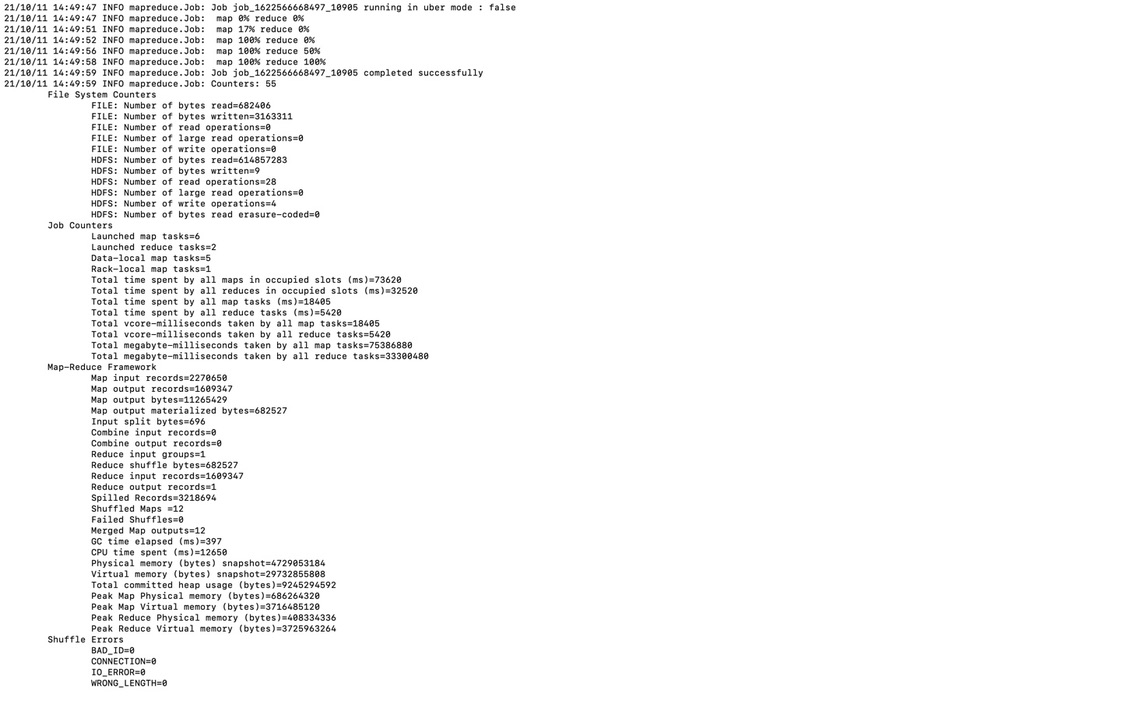 21/10/11 14:49:47 INFO mapreduce.Job: Job job_1622566668497_10905 running in uber mode : false
21/10/11 14:49:47 INFO mapreduce.Job:  map 0% reduce 0%
21/10/11 14:49:51 INFO mapreduce.Job:  map 17% reduce 0%
21/10/11 14:49:52 INFO mapreduce.Job:  map 100% reduce 0%
21/10/11 14:49:56 INFO mapreduce.Job:  map 100% reduce 50%
21/10/11 14:49:58 INFO mapreduce.Job:  map 100% reduce 100%
21/10/11 14:49:59 INFO mapreduce.Job: Job job_1622566668497_10905 completed successfully
21/10/11 14:49:59 INFO mapreduce.Job: Counters: 55
File System Counters
FILE: Number of bytes read=682406
FILE: Number of bytes written=3163311
FILE: Number of read operations=0
FILE: Number of large read operations=0
FILE: Number of write operations=0
HDFS: Number of bytes read=614857283
HDFS: Number of bytes written=9
HDFS: Number of read operations=28
HDFS: Number of large read operations=0
HDFS: Number of write operations=4
HDFS: Number of bytes read erasure-coded=0
Job Counters
Launched map tasks=6
Launched reduce tasks=2
Data-local map tasks=5
Rack-local map tasks=1
Total time spent by all maps in occupied slots (ms)=73620
Total time spent by all reduces in occupied slots (ms)=32520
Total time spent by all map tasks (ms)=18405
Total time spent by all reduce tasks (ms)=5420
Total vcore-milliseconds taken by all map tasks=18405
Total vcore-milliseconds taken by all reduce tasks=5420
Total megabyte-milliseconds taken by all map tasks=75386880
Total megabyte-milliseconds taken by all reduce tasks=33300480
Map-Reduce Framework
Map input records=2270650
Map output records=1609347
Map output bytes=11265429
Map output materialized bytes=682527
Input split bytes=696
Combine input records=0
Combine output records=0
Reduce input groups=1
Reduce shuffle bytes=682527
Reduce input records=1609347
Reduce output records=1
Spilled Records=3218694
Shuffled Maps =12
Failed Shuffles=0
Merged Map outputs=12
GC time elapsed (ms)=397
CPU time spent (ms)=12650
Physical memory (bytes) snapshot=4729053184
Virtual memory (bytes) snapshot=29732855808
Total committed heap usage (bytes)=9245294592
Peak Map Physical memory (bytes)=686264320
Peak Map Virtual memory (bytes)=3716485120
Peak Reduce Physical memory (bytes)=408334336
Peak Reduce Virtual memory (bytes)=3725963264
Shuffle Errors
BAD_ID=0
CONNECTION=0
IO_ERROR=0
WRONG_LENGTH=0